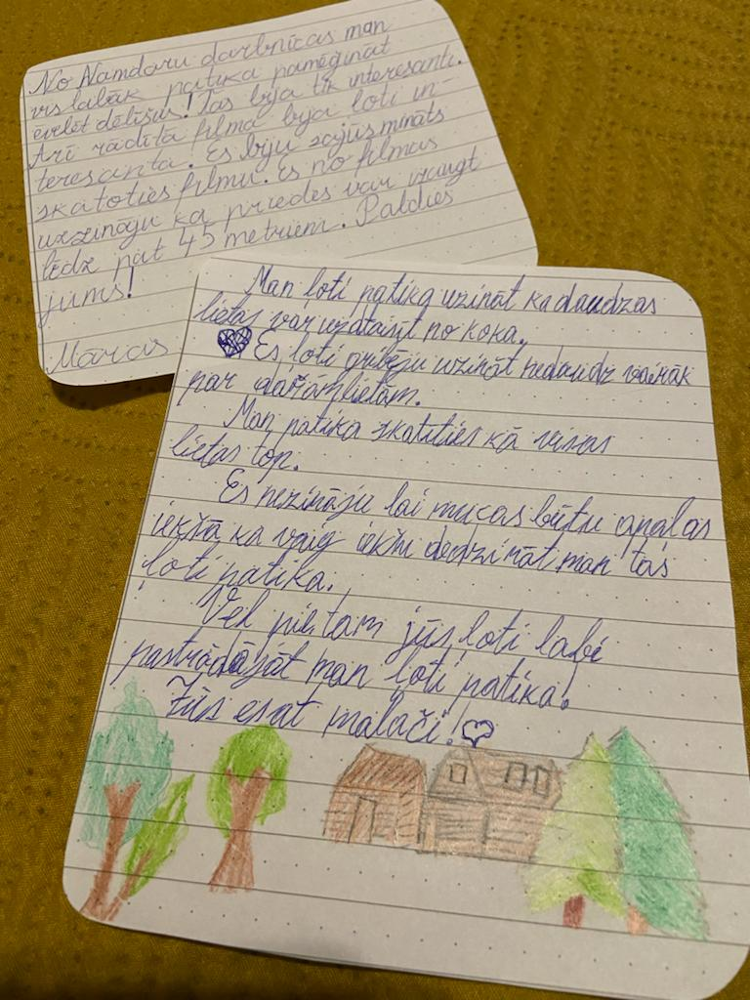 No Namdaru darbnīcas man
vis labāk patika pamēģināt
ēvelēt dēlīšus! Tas bija tik interesanti.
Arī rādītā filma bija ļoti in-
teresanta. Es biju sajūsmināts
skatoties filmu. Es no filmas
uzzināju ka priedes var izaugt
līdz pat 45 metriem. Paldies
jums!
Māras
Man ļoti patika uzināt ka daudzas
lietas var uztaisīt no koka.
Es ļoti gribēju uzināt nedaudz vairāk
par darāmlietām.
Man patika skatīties kā visas
lietas top.
Es nezināju lai mucas būtu apaļas
iekšā ka vaig iekšu dedzināt man tas
ļoti patika.
Vēl pie tam jūs ļoti labi
pastrādājāt man ļoti patika!
Jūs esat malači!